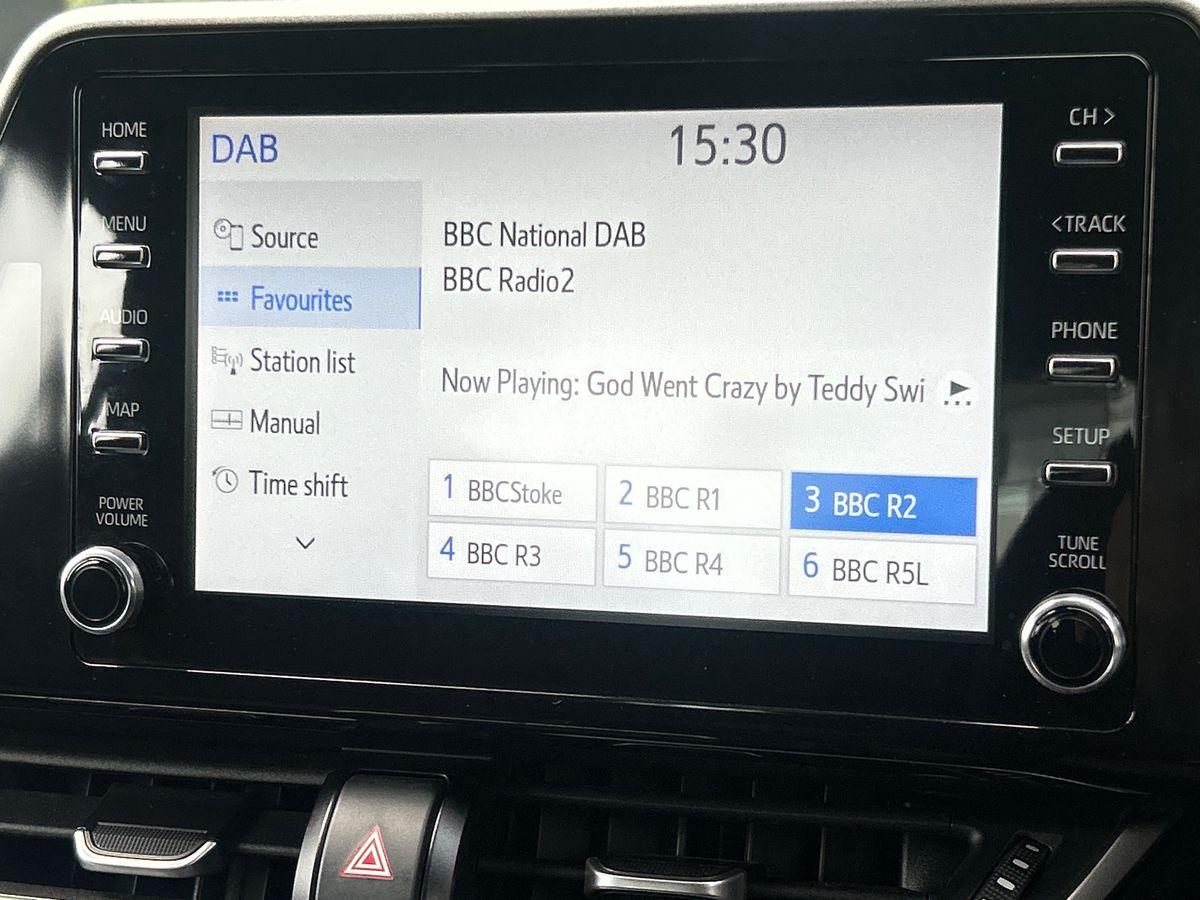 HOME
MENU
AUDIO
MAP
POWER
VOLUME
DAB
15:30
Source
Favourites
Station list
Manual
Time shift
BBC National DAB
BBC Radio2
Now Playing: God Went Crazy by Teddy Swi
1 BBCStoke
2 BBC R1
3 BBC R2
4 BBC R3
5 BBC R4
6 BBC R5L
CH >
<TRACK
PHONE
SETUP
TUNE
SCROLL